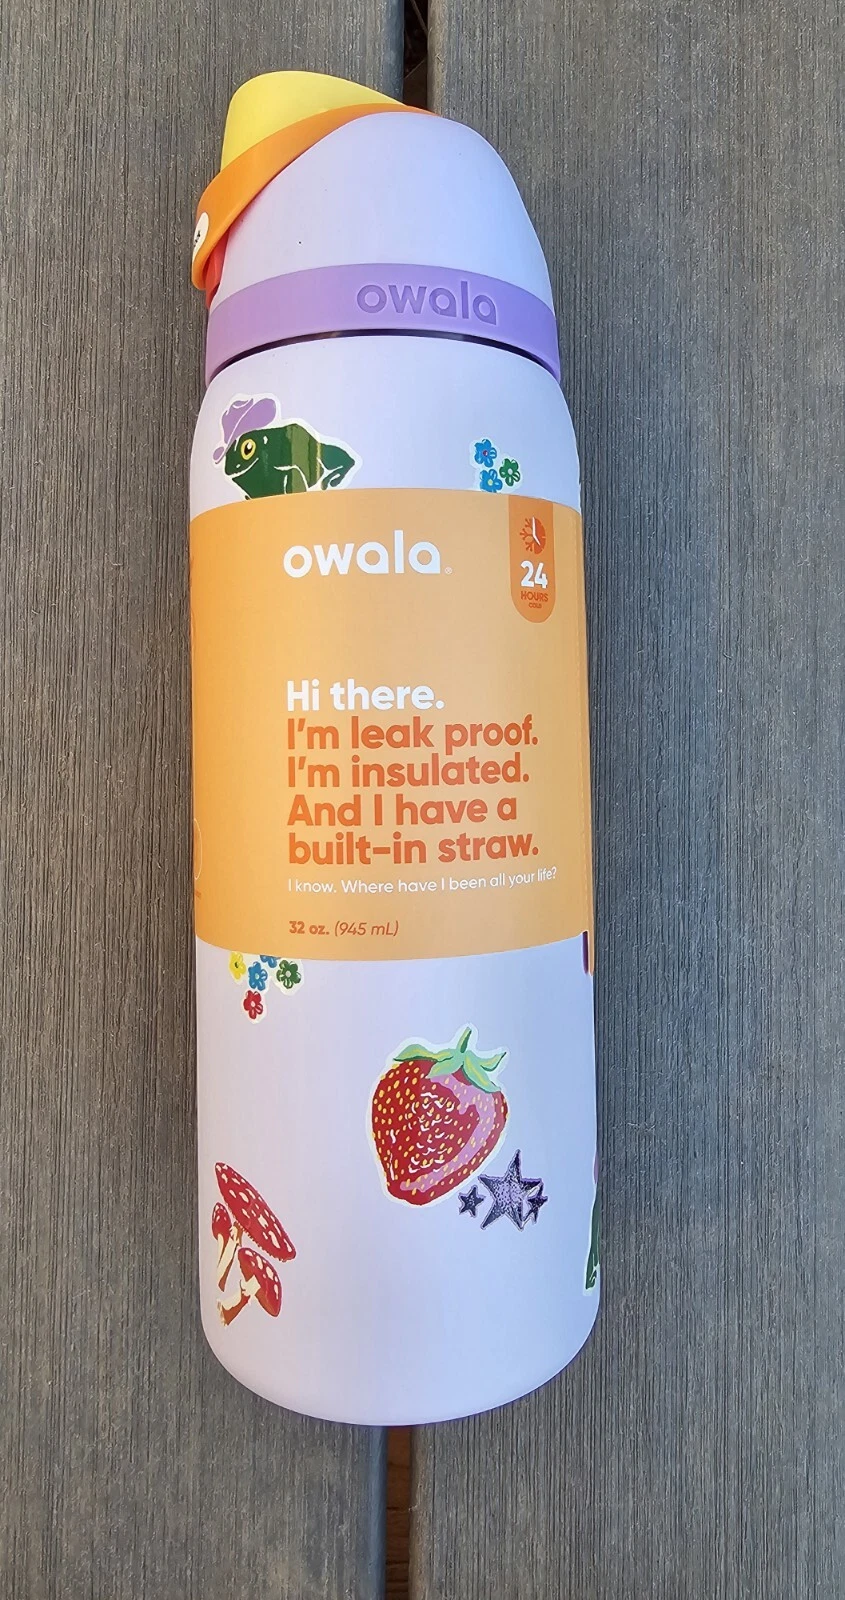 owala
owala®
24
HOURS
COLD
Hi there.
I'm leak proof.
I'm insulated.
And I have a
built-in straw.
I know. Where have I been all your life?
32 oz. (945 mL)